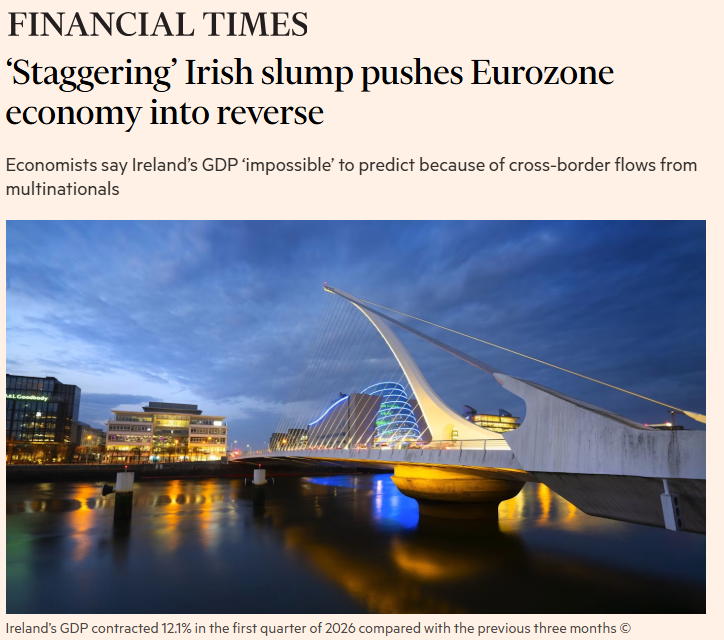 FINANCIAL TIMES
‘Staggering’ Irish slump pushes Eurozone
economy into reverse
Economists say Ireland’s GDP ‘impossible’ to predict because of cross-border flows from
multinationals
A&L Goodbody
Ireland’s GDP contracted 12.1% in the first quarter of 2026 compared with the previous three months ©